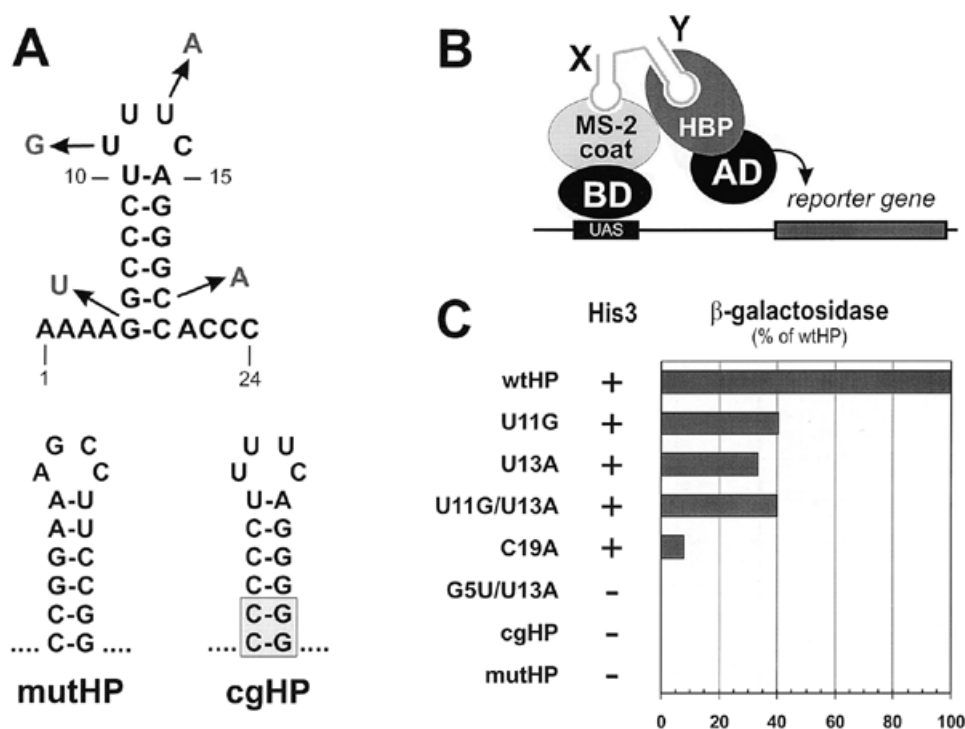 A
A
U U
G U C
10 U-A 15
C-G
C-G
C-G
U G-C A
AAAAG-CACCC
1 24
G C
A C
A-U
A-U
G-C
G-C
C-G
.... C-G ....
mutHP
U U
U C
U-A
C-G
C-G
C-G
C-G
.... C-G ....
cgHP
B
X Y
MS-2
coat
HBP
BD
AD
UAS
reporter gene
C
His3 β-galactosidase
(% of wtHP)
wtHP +
U11G +
U13A +
U11G/U13A +
C19A +
G5U/U13A -
cgHP -
mutHP -
0 20 40 60 80 100